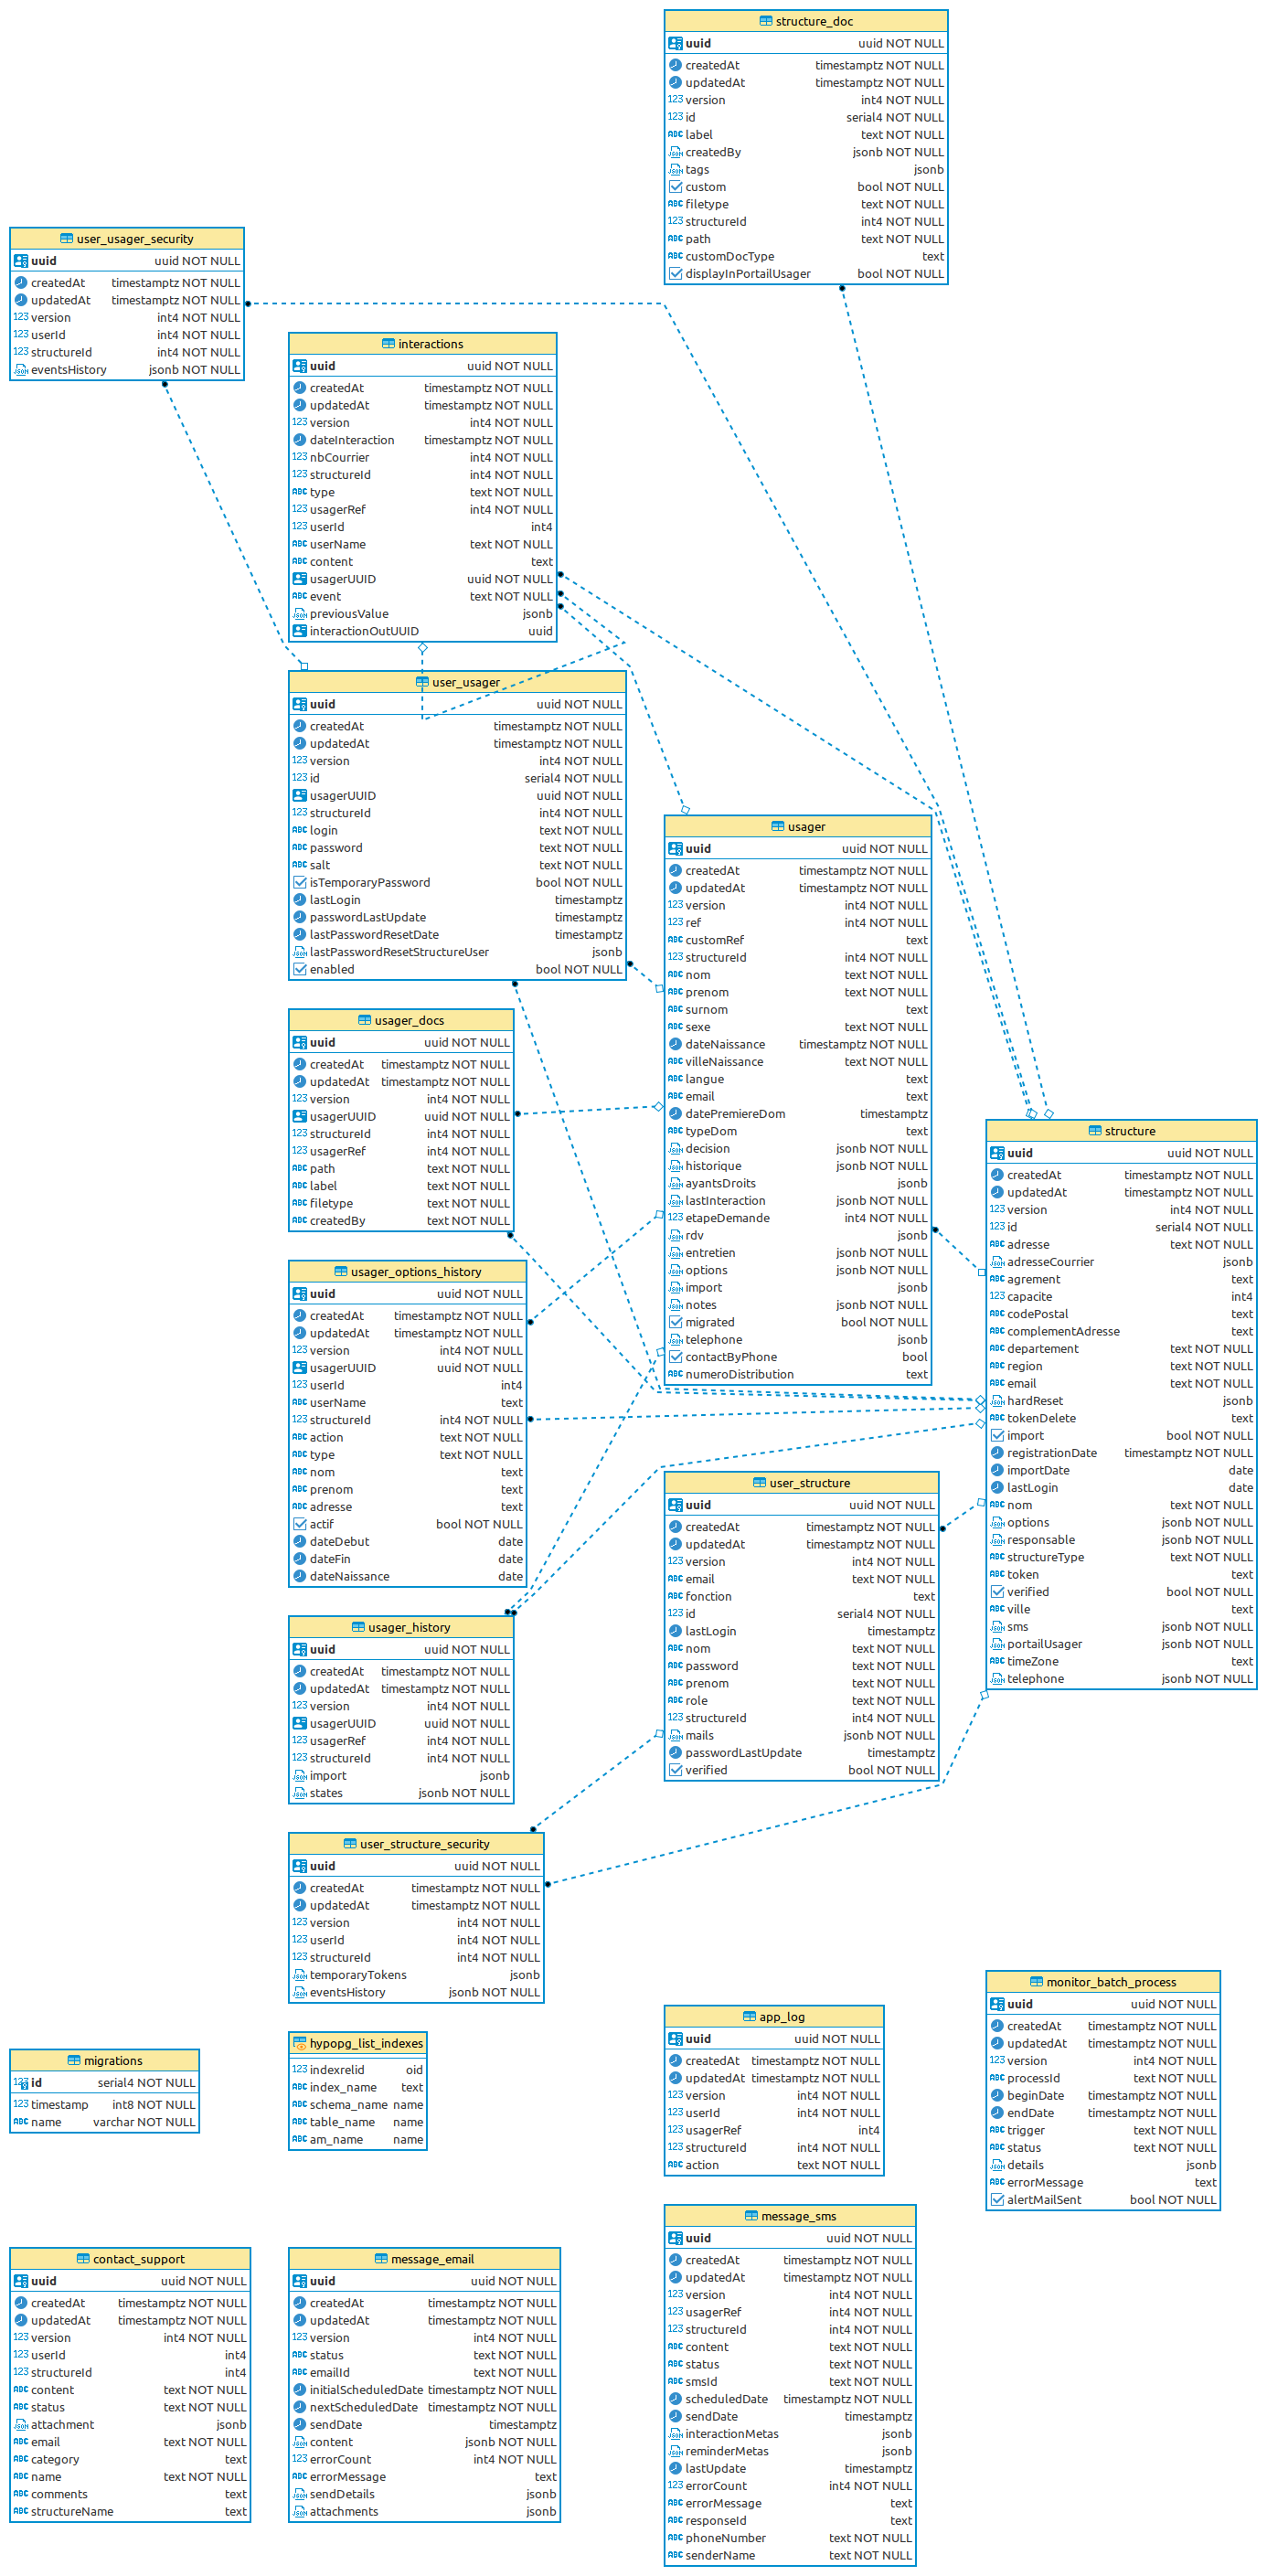 structure_doc
uuid uuid NOT NULL
createdAt timestamptz NOT NULL
updatedAt timestamptz NOT NULL
version int4 NOT NULL
id serial4 NOT NULL
label text NOT NULL
createdBy jsonb NOT NULL
tags jsonb
custom bool NOT NULL
filetype text NOT NULL
structureId int4 NOT NULL
path text NOT NULL
customDocType text
displayInPortailUsager bool NOT NULL
user_usager_security
uuid uuid NOT NULL
createdAt timestamptz NOT NULL
updatedAt timestamptz NOT NULL
version int4 NOT NULL
userId int4 NOT NULL
structureId int4 NOT NULL
eventsHistory jsonb NOT NULL
interactions
uuid uuid NOT NULL
createdAt timestamptz NOT NULL
updatedAt timestamptz NOT NULL
version int4 NOT NULL
dateInteraction timestamptz NOT NULL
nbCourrier int4 NOT NULL
structureId int4 NOT NULL
type text NOT NULL
usagerRef int4 NOT NULL
userId int4
userName text NOT NULL
content text
usagerUUID uuid NOT NULL
event text NOT NULL
previousValue jsonb
interactionOutUUID uuid
user_usager
uuid uuid NOT NULL
createdAt timestamptz NOT NULL
updatedAt timestamptz NOT NULL
version int4 NOT NULL
id serial4 NOT NULL
usagerUUID uuid NOT NULL
structureId int4 NOT NULL
login text NOT NULL
password text NOT NULL
salt text NOT NULL
isTemporaryPassword bool NOT NULL
lastLogin timestamptz
passwordLastUpdate timestamptz
lastPasswordResetDate timestamptz
lastPasswordResetStructureUser jsonb
enabled bool NOT NULL
usager
uuid uuid NOT NULL
createdAt timestamptz NOT NULL
updatedAt timestamptz NOT NULL
version int4 NOT NULL
ref int4 NOT NULL
customRef text
structureId int4 NOT NULL
nom text NOT NULL
prenom text NOT NULL
surnom text
sexe text NOT NULL
dateNaissance timestamptz NOT NULL
villeNaissance text NOT NULL
langue text
email text
datePremiereDom timestamptz
typeDom text
decision jsonb NOT NULL
historique jsonb NOT NULL
ayantsDroits jsonb
lastInteraction jsonb NOT NULL
etapeDemande int4 NOT NULL
rdv jsonb
entretien jsonb NOT NULL
options jsonb NOT NULL
import jsonb
notes jsonb NOT NULL
migrated bool NOT NULL
telephone jsonb
contactByPhone bool
numeroDistribution text
usager_docs
uuid uuid NOT NULL
createdAt timestamptz NOT NULL
updatedAt timestamptz NOT NULL
version int4 NOT NULL
usagerUUID uuid NOT NULL
structureId int4 NOT NULL
usagerRef int4 NOT NULL
path text NOT NULL
label text NOT NULL
filetype text NOT NULL
createdBy text NOT NULL
structure
uuid uuid NOT NULL
createdAt timestamptz NOT NULL
updatedAt timestamptz NOT NULL
version int4 NOT NULL
id serial4 NOT NULL
adresse text NOT NULL
adresseCourrier jsonb
agrement text
capacite int4
codePostal text
complementAdresse text
departement text NOT NULL
region text NOT NULL
email text NOT NULL
hardReset jsonb
tokenDelete text
import bool NOT NULL
registrationDate timestamptz NOT NULL
importDate date
lastLogin date
nom text NOT NULL
options jsonb NOT NULL
responsable jsonb NOT NULL
structureType text NOT NULL
token text
verified bool NOT NULL
ville text
sms jsonb NOT NULL
portailUsager jsonb NOT NULL
timeZone text
telephone jsonb NOT NULL
usager_options_history
uuid uuid NOT NULL
createdAt timestamptz NOT NULL
updatedAt timestamptz NOT NULL
version int4 NOT NULL
usagerUUID uuid NOT NULL
userId int4
userName text
structureId int4 NOT NULL
action text NOT NULL
type text NOT NULL
nom text
prenom text
adresse text
actif bool NOT NULL
dateDebut date
dateFin date
dateNaissance date
user_structure
uuid uuid NOT NULL
createdAt timestamptz NOT NULL
updatedAt timestamptz NOT NULL
version int4 NOT NULL
email text NOT NULL
fonction text
id serial4 NOT NULL
lastLogin timestamptz
nom text NOT NULL
password text NOT NULL
prenom text NOT NULL
role text NOT NULL
structureId int4 NOT NULL
mails jsonb NOT NULL
passwordLastUpdate timestamptz
verified bool NOT NULL
usager_history
uuid uuid NOT NULL
createdAt timestamptz NOT NULL
updatedAt timestamptz NOT NULL
version int4 NOT NULL
usagerUUID uuid NOT NULL
usagerRef int4 NOT NULL
structureId int4 NOT NULL
import jsonb
states jsonb NOT NULL
user_structure_security
uuid uuid NOT NULL
createdAt timestamptz NOT NULL
updatedAt timestamptz NOT NULL
version int4 NOT NULL
userId int4 NOT NULL
structureId int4 NOT NULL
temporaryTokens jsonb
eventsHistory jsonb NOT NULL
monitor_batch_process
uuid uuid NOT NULL
createdAt timestamptz NOT NULL
updatedAt timestamptz NOT NULL
version int4 NOT NULL
processId text NOT NULL
beginDate timestamptz NOT NULL
endDate timestamptz NOT NULL
trigger text NOT NULL
status text NOT NULL
details jsonb
errorMessage text
alertMailSent bool NOT NULL
app_log
uuid uuid NOT NULL
createdAt timestamptz NOT NULL
updatedAt timestamptz NOT NULL
version int4 NOT NULL
userId int4 NOT NULL
usagerRef int4
structureId int4 NOT NULL
action text NOT NULL
hypopg_list_indexes
indexrelid oid
index_name text
schema_name name
table_name name
am_name name
migrations
id serial4 NOT NULL
timestamp int8 NOT NULL
name varchar NOT NULL
message_sms
uuid uuid NOT NULL
createdAt timestamptz NOT NULL
updatedAt timestamptz NOT NULL
version int4 NOT NULL
usagerRef int4 NOT NULL
structureId int4 NOT NULL
content text NOT NULL
status text NOT NULL
smsId text NOT NULL
scheduledDate timestamptz NOT NULL
sendDate timestamptz
interactionMetas jsonb
reminderMetas jsonb
lastUpdate timestamptz
errorCount int4 NOT NULL
errorMessage text
responseId text
phoneNumber text NOT NULL
senderName text NOT NULL
contact_support
uuid uuid NOT NULL
createdAt timestamptz NOT NULL
updatedAt timestamptz NOT NULL
version int4 NOT NULL
userId int4
structureId int4
content text NOT NULL
status text NOT NULL
attachment jsonb
email text NOT NULL
category text
name text NOT NULL
comments text
structureName text
message_email
uuid uuid NOT NULL
createdAt timestamptz NOT NULL
updatedAt timestamptz NOT NULL
version int4 NOT NULL
status text NOT NULL
emailId text NOT NULL
initialScheduledDate timestamptz NOT NULL
nextScheduledDate timestamptz NOT NULL
sendDate timestamptz
content jsonb NOT NULL
errorCount int4 NOT NULL
errorMessage text
sendDetails jsonb
attachments jsonb